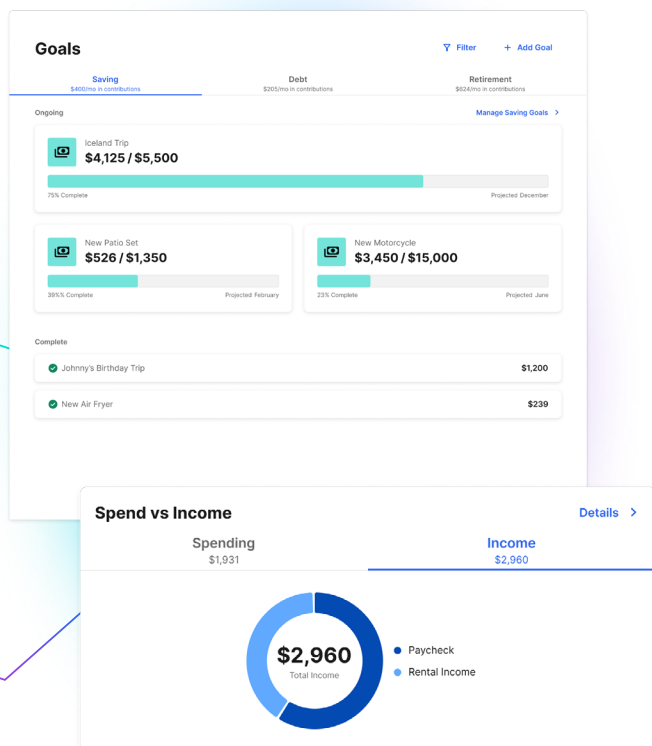 Goals
Filter
+ Add Goal
Saving
$400/mo in contributions
Debt
$205/mo in contributions
Retirement
$624/mo in contributions
Ongoing
Manage Saving Goals
Iceland Trip
$4,125 / $5,500
75% Complete
Projected December
New Patio Set
$526 / $1,350
39%% Complete
Projected February
New Motorcycle
$3,450 / $15,000
23% Complete
Projected June
Complete
Johnny's Birthday Trip
$1,200
New Air Fryer
$239
Spend vs Income
Details
Spending
$1,931
Income
$2,960
$2,960
Total Income
Paycheck
Rental Income